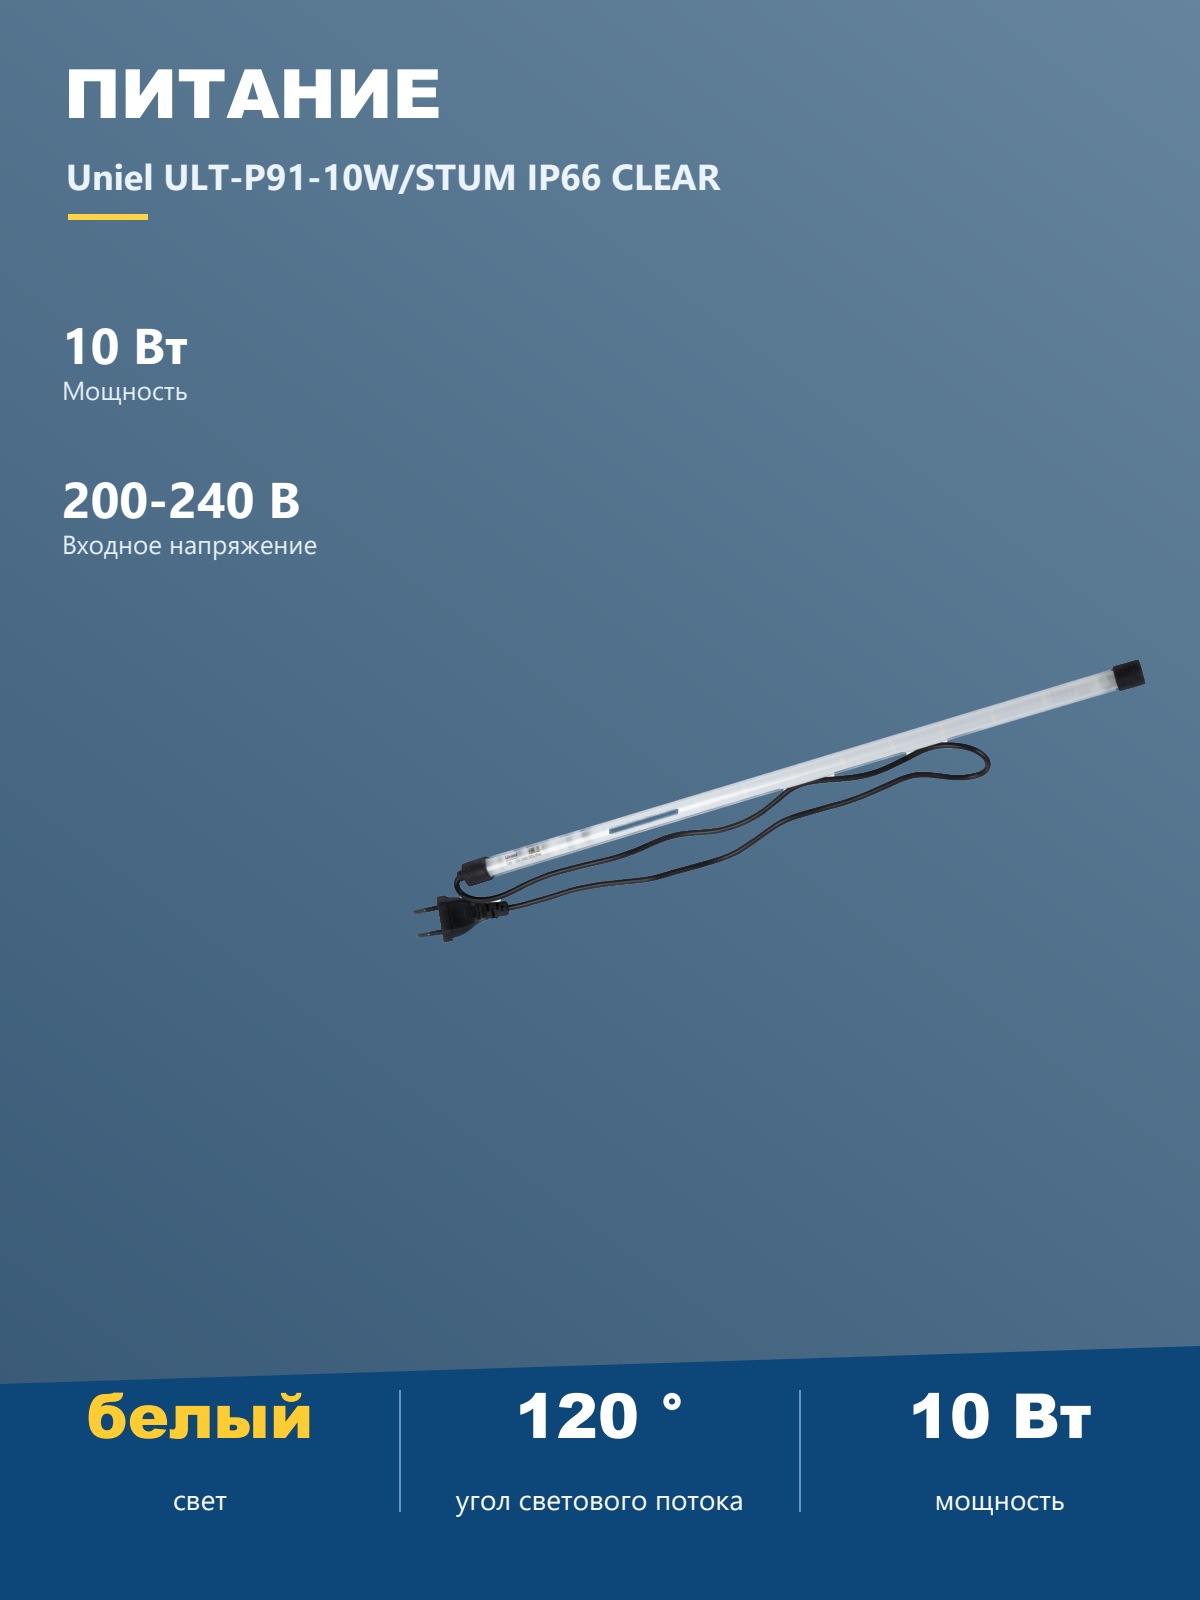 ПИТАНИЕ
Uniel ULT-P91-10W/STUM IP66 CLEAR
10 Вт
Мощность
200-240 В
Входное напряжение
белый
свет
120 °
угол светового потока
10 Вт
мощность